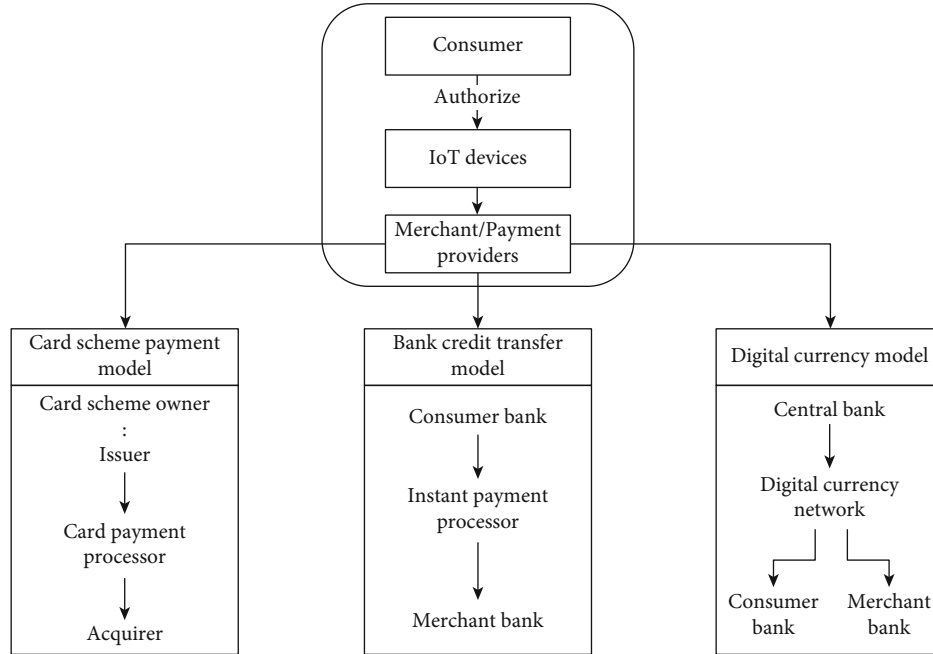 Consumer
Authorize
IoT devices
Merchant/Payment
providers
Card scheme payment
model
Card scheme owner
:
Issuer
Card payment
processor
Acquirer
Bank credit transfer
model
Consumer bank
Instant payment
processor
Merchant bank
Digital currency model
Central bank
Digital currency
network
Consumer
bank
Merchant
bank